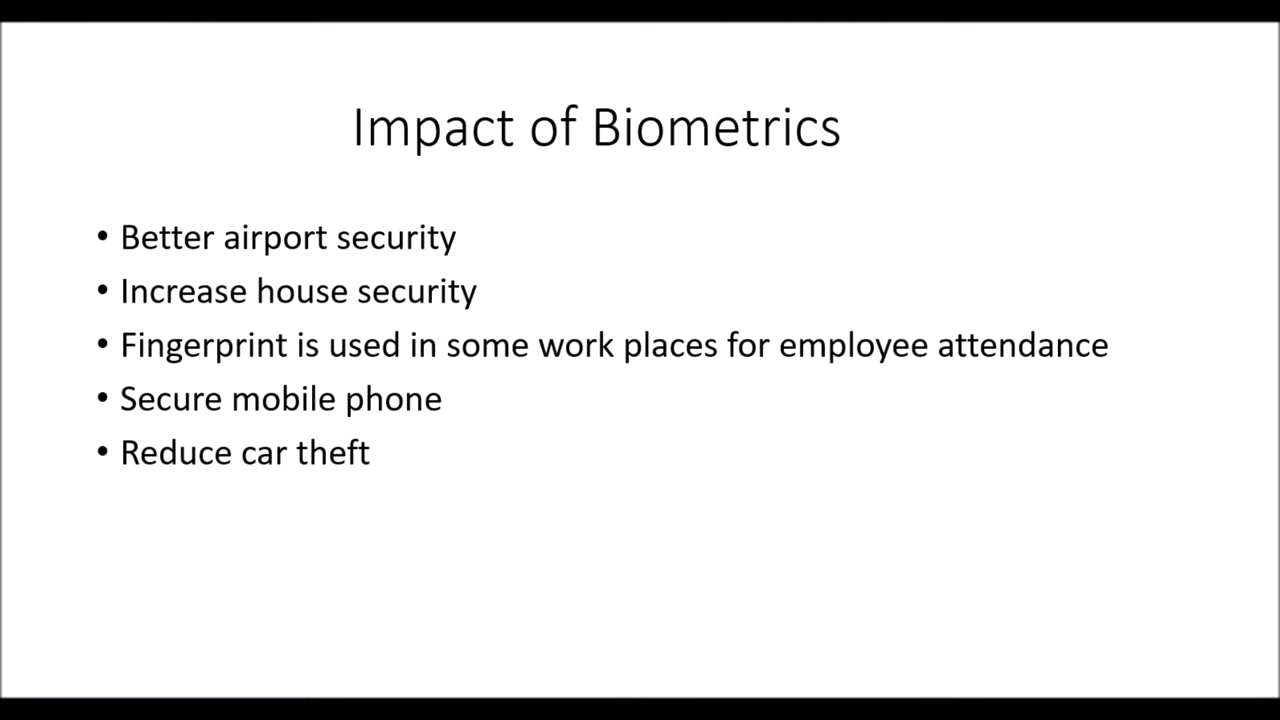 Impact of Biometrics
• Better airport security
• Increase house security
• Fingerprint is used in some work places for employee attendance
• Secure mobile phone
• Reduce car theft